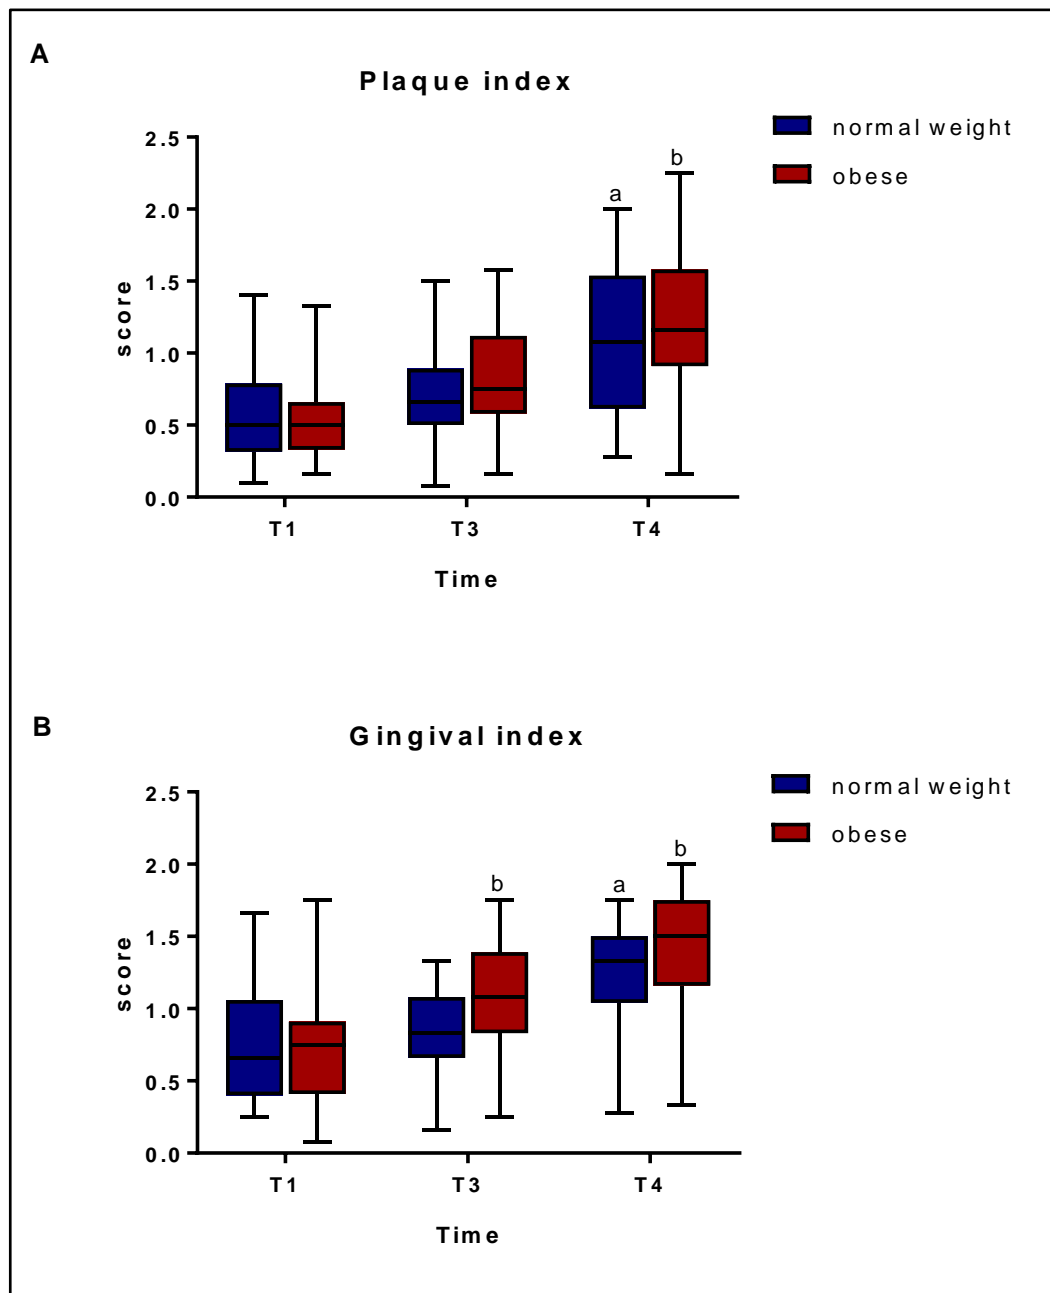 A
Plaque index
normal weight
obese
2.5
2.0
1.5
1.0
0.5
0.0
score
a
b
T1 T3 T4
Time
B
Gingival index
normal weight
obese
2.5
2.0
1.5
1.0
0.5
0.0
score
b
a
b
T1 T3 T4
Time